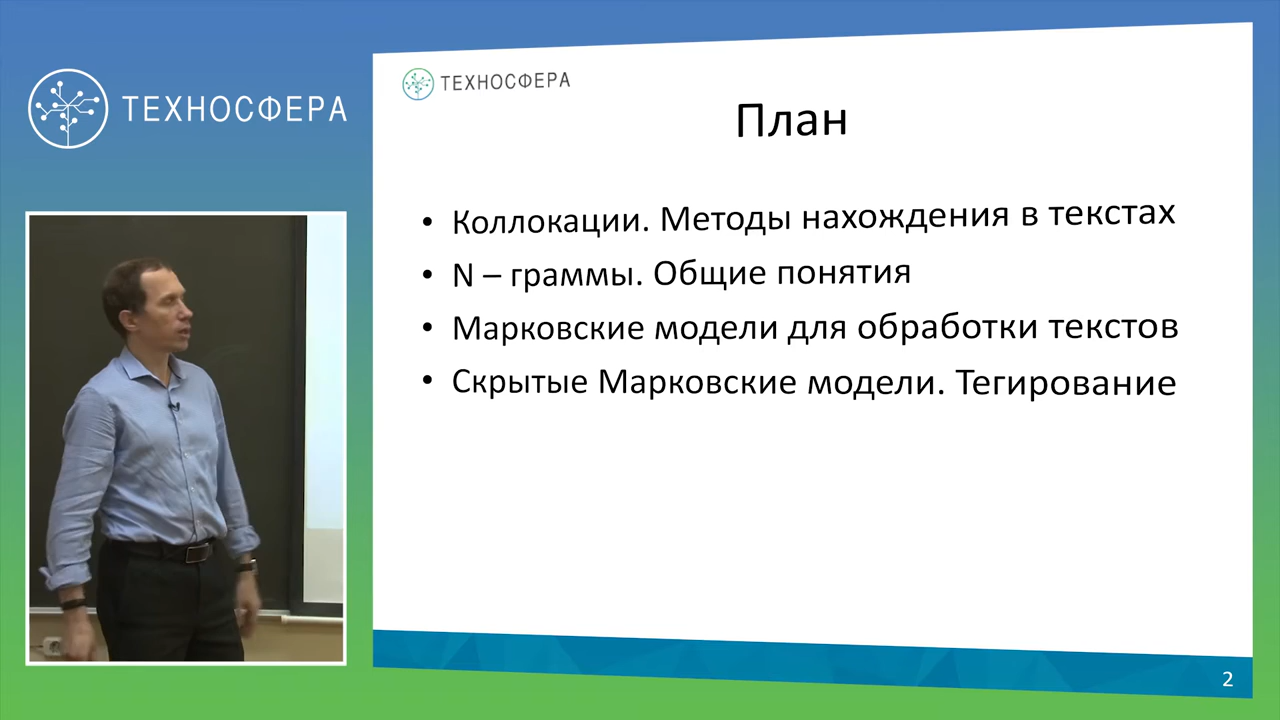 ТЕХНОСФЕРА
ТЕХНОСФЕРА
План
• Коллокации. Методы нахождения в текстах
• N – граммы. Общие понятия
• Марковские модели для обработки текстов
• Скрытые Марковские модели. Тегирование
2